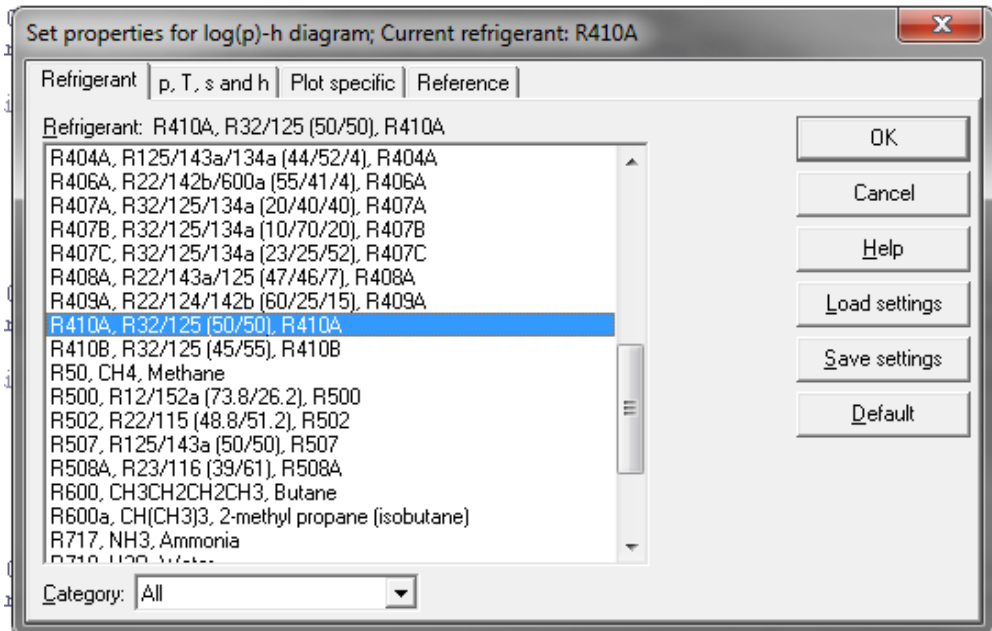 Set properties for log(p)-h diagram; Current refrigerant: R410A
Refrigerant p, T, s and h Plot specific Reference
Refrigerant: R410A, R32/125 (50/50), R410A
R404A, R125/143a/134a (44/52/4), R404A
R406A, R22/142b/600a (55/41/4), R406A
R407A, R32/125/134a (20/40/40), R407A
R407B, R32/125/134a (10/70/20), R407B
R407C, R32/125/134a (23/25/52), R407C
R408A, R22/143a/125 (47/46/7), R408A
R409A, R22/124/142b (60/25/15), R409A
R410A, R32/125 (50/50), R410A
R410B, R32/125 (45/55), R410B
R50, CH4, Methane
R500, R12/152a (73.8/26.2), R500
R502, R22/115 (48.8/51.2), R502
R507, R125/143a (50/50), R507
R508A, R23/116 (39/61), R508A
R600, CH3CH2CH2CH3, Butane
R600a, CH(CH3)3, 2-methyl propane (isobutane)
R717, NH3, Ammonia
Category: All
OK
Cancel
Help
Load settings
Save settings
Default